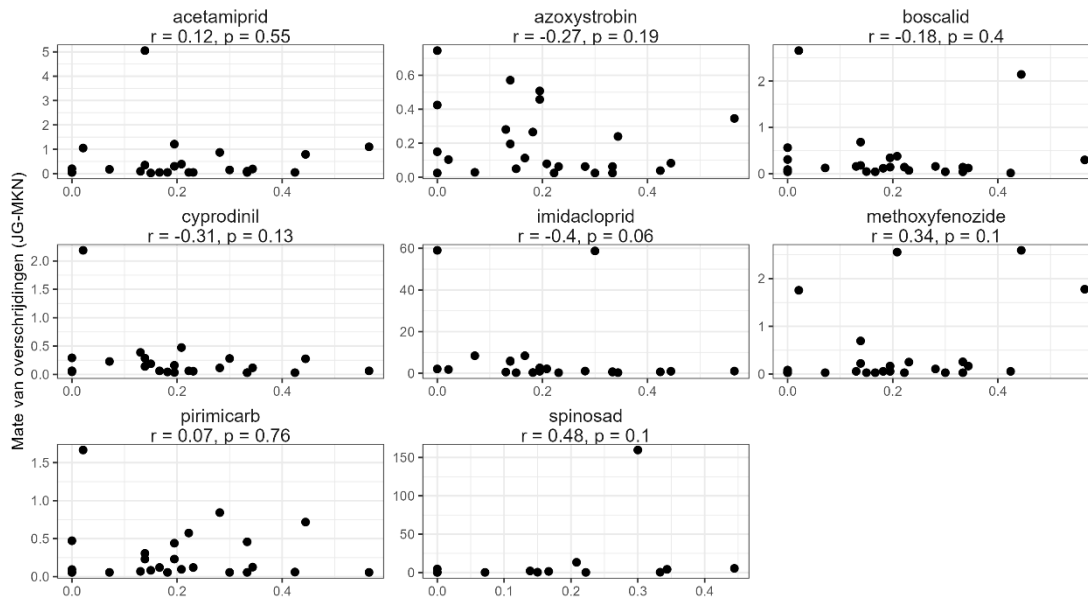 acetamiprid
r = 0.12, p = 0.55
azoxystrobin
r = -0.27, p = 0.19
boscalid
r = -0.18, p = 0.4
5
4
3
2
1
0
0.0 0.2 0.4
0.6
0.4
0.2
0.0
0.0 0.2 0.4
2
1
0
0.0 0.2 0.4
Mate van overschrijdingen (JG-MKN)
cyprodinil
r = -0.31, p = 0.13
imidacloprid
r = -0.4, p = 0.06
methoxyfenozide
r = 0.34, p = 0.1
2.0
1.5
1.0
0.5
0.0
0.0 0.2 0.4
60
40
20
0
0.0 0.2 0.4
2
1
0
0.0 0.2 0.4
pirimicarb
r = 0.07, p = 0.76
spinosad
r = 0.48, p = 0.1
1.5
1.0
0.5
0.0
0.0 0.2 0.4
150
100
50
0
0.0 0.1 0.2 0.3 0.4